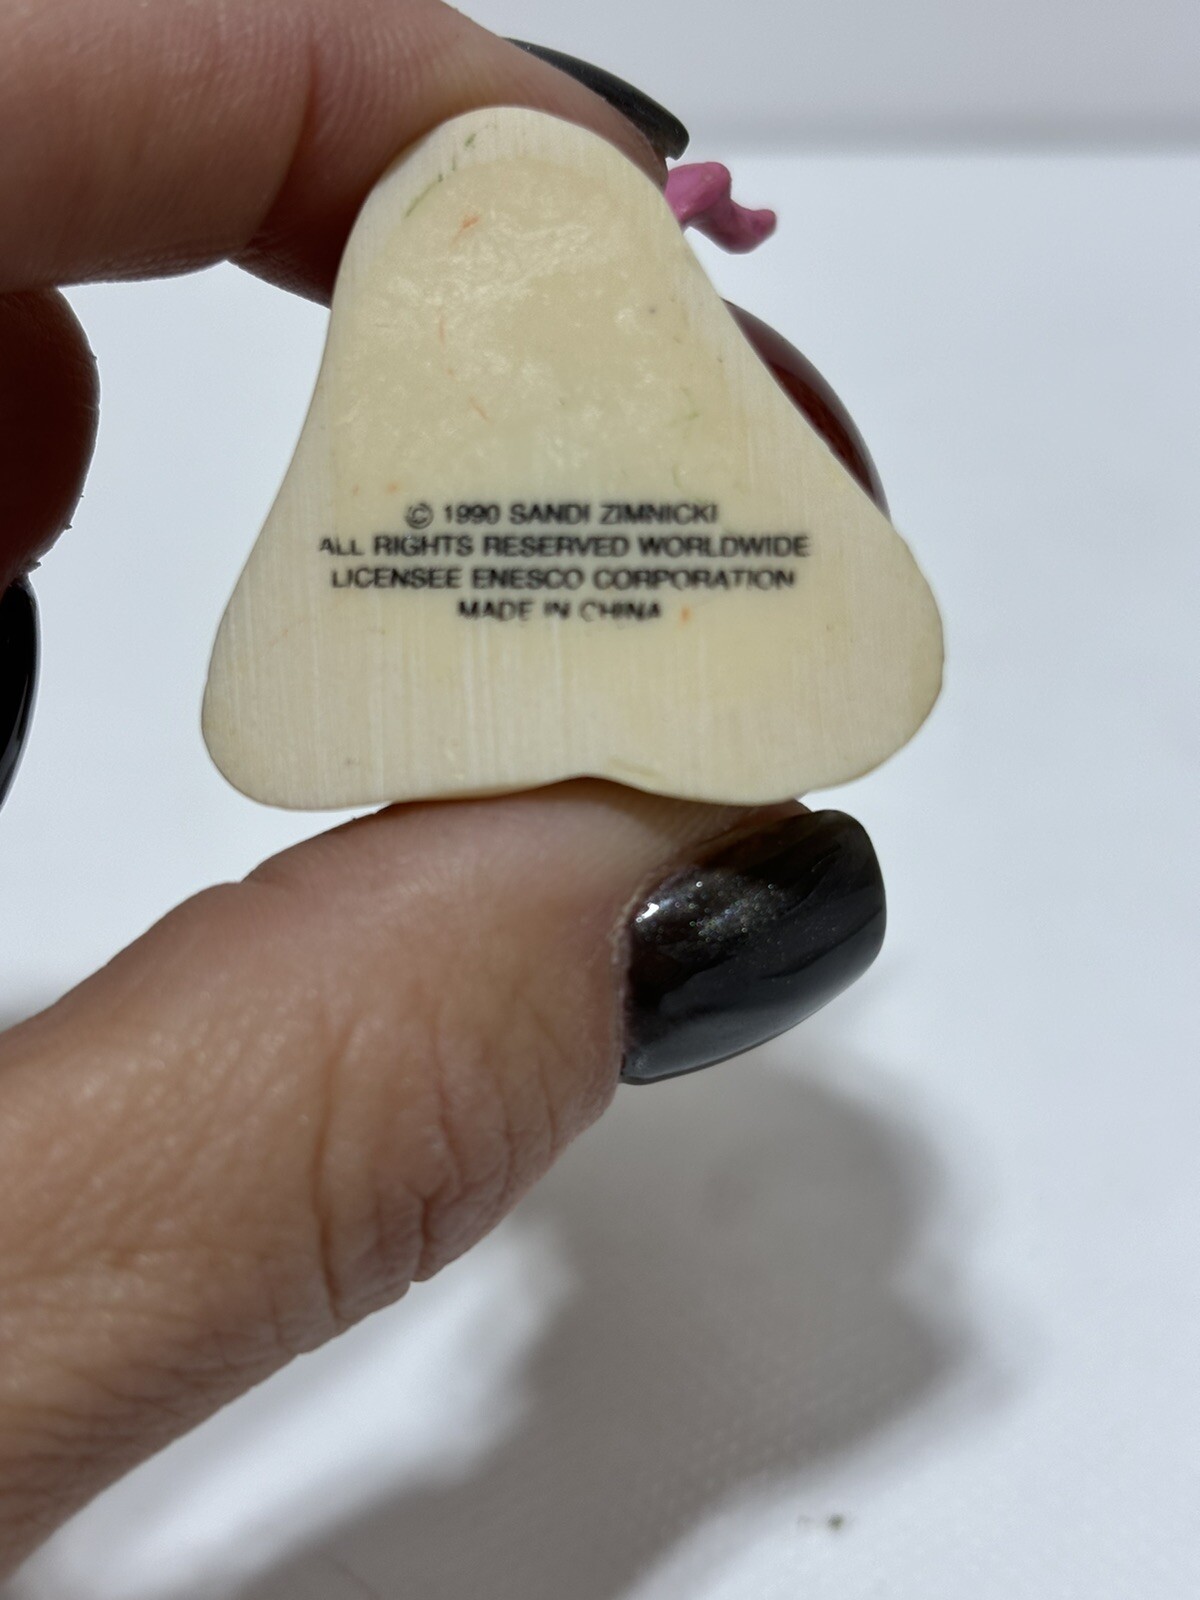 © 1990 SANDI ZIMNICKI
ALL RIGHTS RESERVED WORLDWIDE
LICENSEE ENESCO CORPORATION
MADE IN CHINA